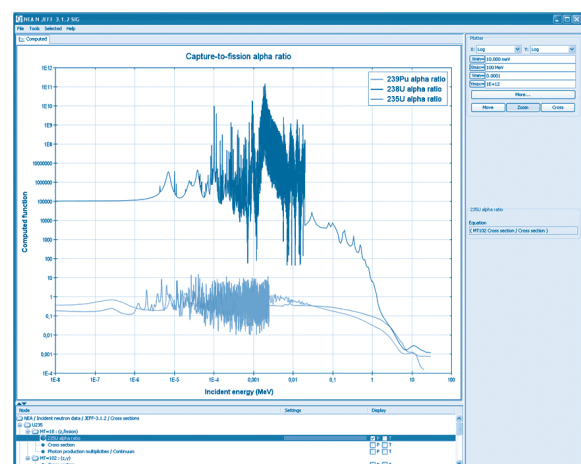 NEA N JEFF-3.1.2 SIG
File Tools Selected Help
Computed
Capture-to-fission alpha ratio
239Pu alpha ratio
238U alpha ratio
235U alpha ratio
Computed function
1E12
1E11
1E10
1E9
1E8
10000000
1000000
100000
10000
1000
100
10
1
0,1
0,01
0,001
1E-4
1E-8 1E-7 1E-6 1E-5 1E-4 0,001 0,01 0,1 1 10 100
Incident energy (MeV)
Plotter
X: Log Y: Log
Xmin= 10.000 meV
Xmax= 100 MeV
Ymin= 0.0001
Ymax= 1E+12
More...
Move Zoom Cross
235U alpha ratio
Equation
( MT102 Cross section / Cross section )
Node Settings Display
NEA / Incident neutron data / JEFF-3.1.2 / Cross sections
U235
MT=18 : (z,fission)
235U alpha ratio
Cross section P T
Photon production multiplicities / Continuum P T
MT=102 : (z,γ)